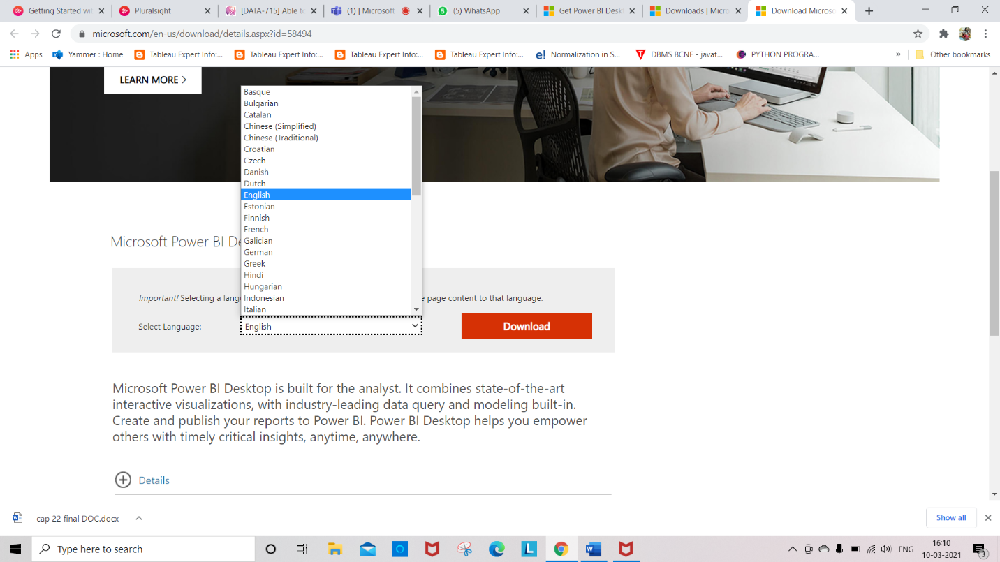 Getting Started wit
Pluralsight
[DATA-715] Able to
(1) | Microsoft
(5) WhatsApp
Get Power BI Desk
Downloads | Micro
Download Microso
microsoft.com/en-us/download/details.aspx?id=58494
Apps
Yammer : Home
Tableau Expert Info:...
Tableau Expert Info:...
Tableau Expert Info:...
Tableau Expert Info:...
e! Normalization in S...
DBMS BCNF - javat...
PYTHON PROGRA...
»
Other bookmarks
LEARN MORE >
Basque
Bulgarian
Catalan
Chinese (Simplified)
Chinese (Traditional)
Croatian
Czech
Danish
Dutch
English
Estonian
Finnish
French
Galician
German
Greek
Hindi
Hungarian
Indonesian
Italian
Microsoft Power BI De
Important! Selecting a langu
e page content to that language.
Select Language:
English
Download
Microsoft Power BI Desktop is built for the analyst. It combines state-of-the-art
interactive visualizations, with industry-leading data query and modeling built-in.
Create and publish your reports to Power BI. Power BI Desktop helps you empower
others with timely critical insights, anytime, anywhere.
Details
cap 22 final DOC.docx
Show all
Type here to search
L
ENG
16:10
10-03-2021
3